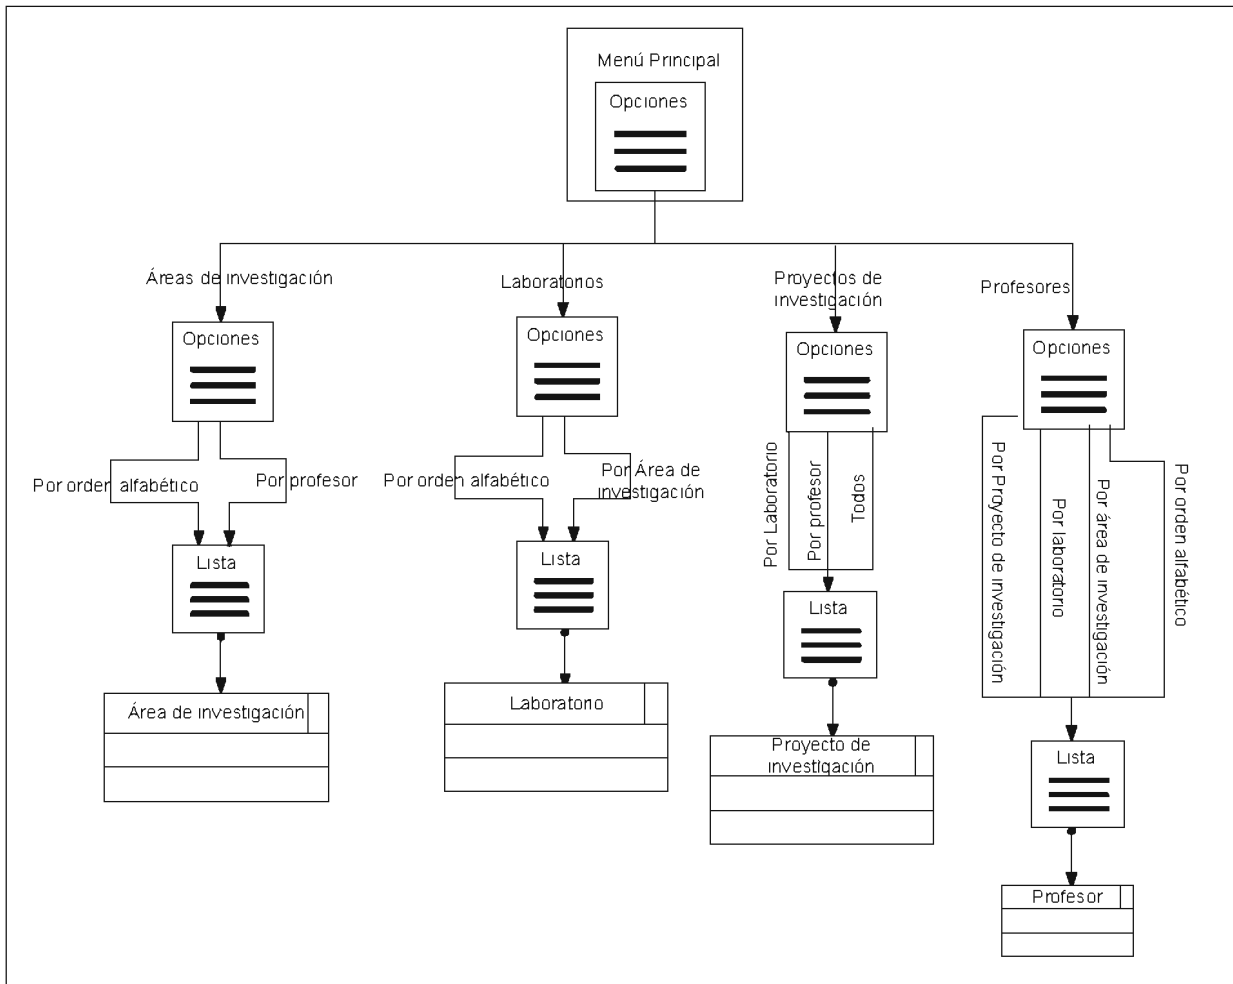 Menú Principal
Opciones
Áreas de investigación
Laboratorios
Proyectos de
investigación
Profesores
Opciones
Opciones
Opciones
Opciones
Por orden alfabético
Por profesor
Por orden alfabético
Por Área de
investigación
Por Laboratorio
Por profesor
Todos
Por Proyecto de investigación
Por laboratorio
Por área de investigación
Por orden alfabético
Lista
Lista
Lista
Lista
Área de investigación
Laboratorio
Proyecto de
investigación
Profesor